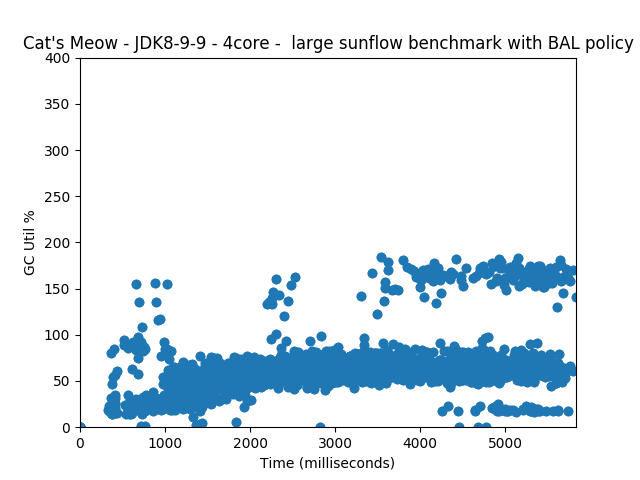 Cat's Meow - JDK8-9-9 - 4core -  large sunflow benchmark with BAL policy
400
350
300
250
200
150
100
50
0
GC Util %
0 1000 2000 3000 4000 5000
Time (milliseconds)